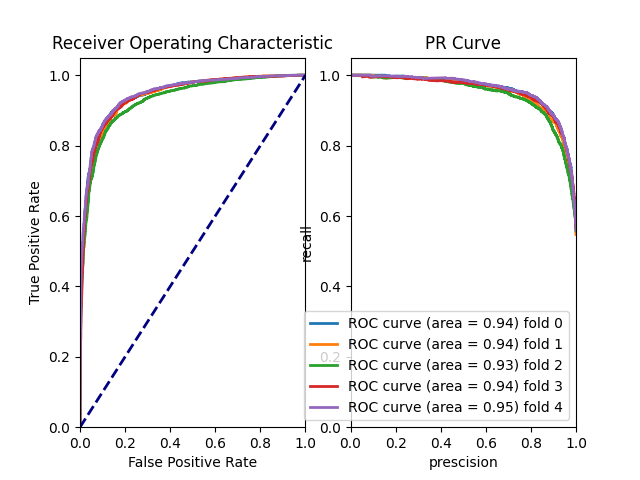 Receiver Operating Characteristic
PR Curve
1.0
0.8
0.6
0.4
0.2
0.0
True Positive Rate
0.0 0.2 0.4 0.6 0.8 1.0
False Positive Rate
1.0
0.8
0.6
0.4
0.2
0.0
recall
0.0 0.2 0.4 0.6 0.8 1.0
prescision
ROC curve (area = 0.94) fold 0
ROC curve (area = 0.94) fold 1
ROC curve (area = 0.93) fold 2
ROC curve (area = 0.94) fold 3
ROC curve (area = 0.95) fold 4